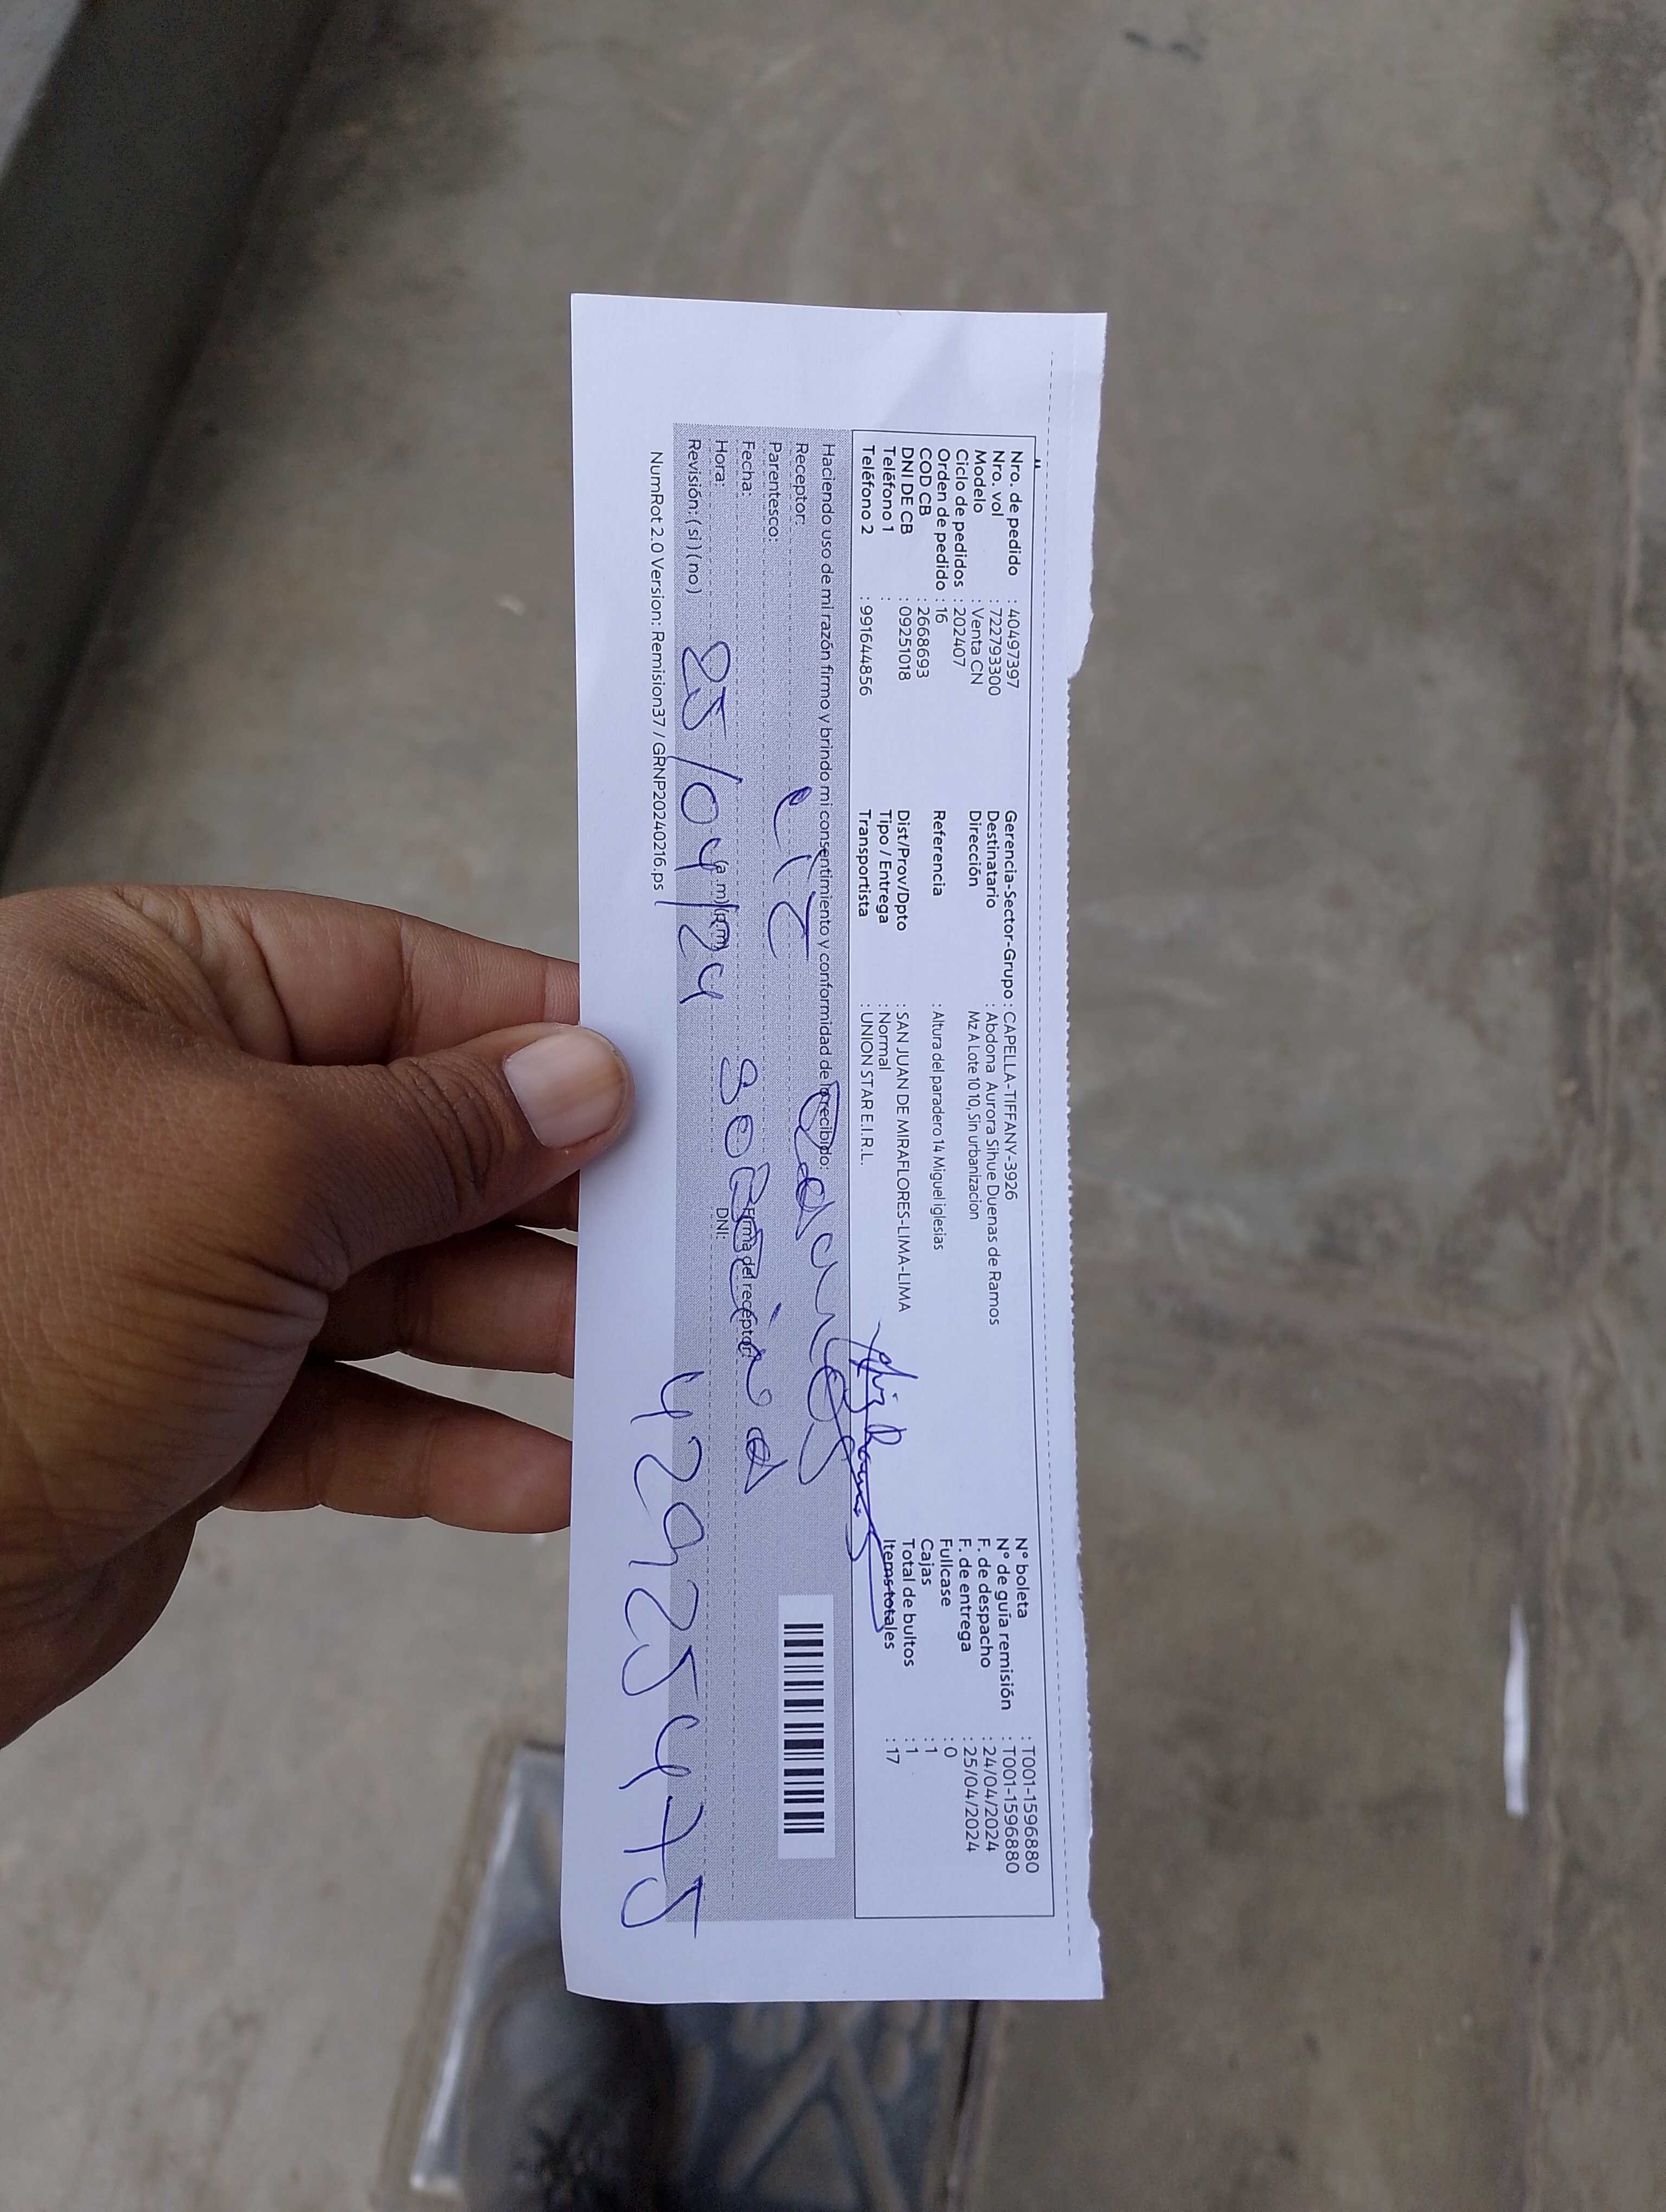 Nro. de pedido : 40497397
Nro. vol : 722793300
Modelo : Venta CN
Ciclo de pedidos : 202407
Orden de pedido : 16
COD CB : 2668693
DNI DE CB : 09251018
Teléfono 1 :
Teléfono 2 : 991644856
Gerencia-Sector-Grupo : CAPELLA-TIFFANY-3926
Destinatario : Abdona Aurora Sihue Duenas de Ramos
Dirección Mz A Lote 10 10, Sin urbanizacion
Referencia : Altura del paradero 14 Miguel iglesias
Dist/Prov/Dpto : SAN JUAN DE MIRAFLORES-LIMA-LIMA
Tipo / Entrega : Normal
Transportista : UNION STAR E.I.R.L.
N° boleta : T001-1596880
N° de guía remisión : T001-1596880
F. de despacho : 24/04/2024
F. de entrega : 25/04/2024
Fullcase : 0
Cajas : 1
Total de bultos : 1
Items totales : 17
Haciendo uso de mi razón firmo y brindo mi consentimiento y conformidad de lo recibido:
Receptor:
Parentesco:
Fecha:
Firma del receptor:
Hora: (a.m) (p.m) DNI:
Revisión: (si) (no)
25/04/24
42925475
NumRot 2.0 Version: Remision37 / GRNP20240216.ps